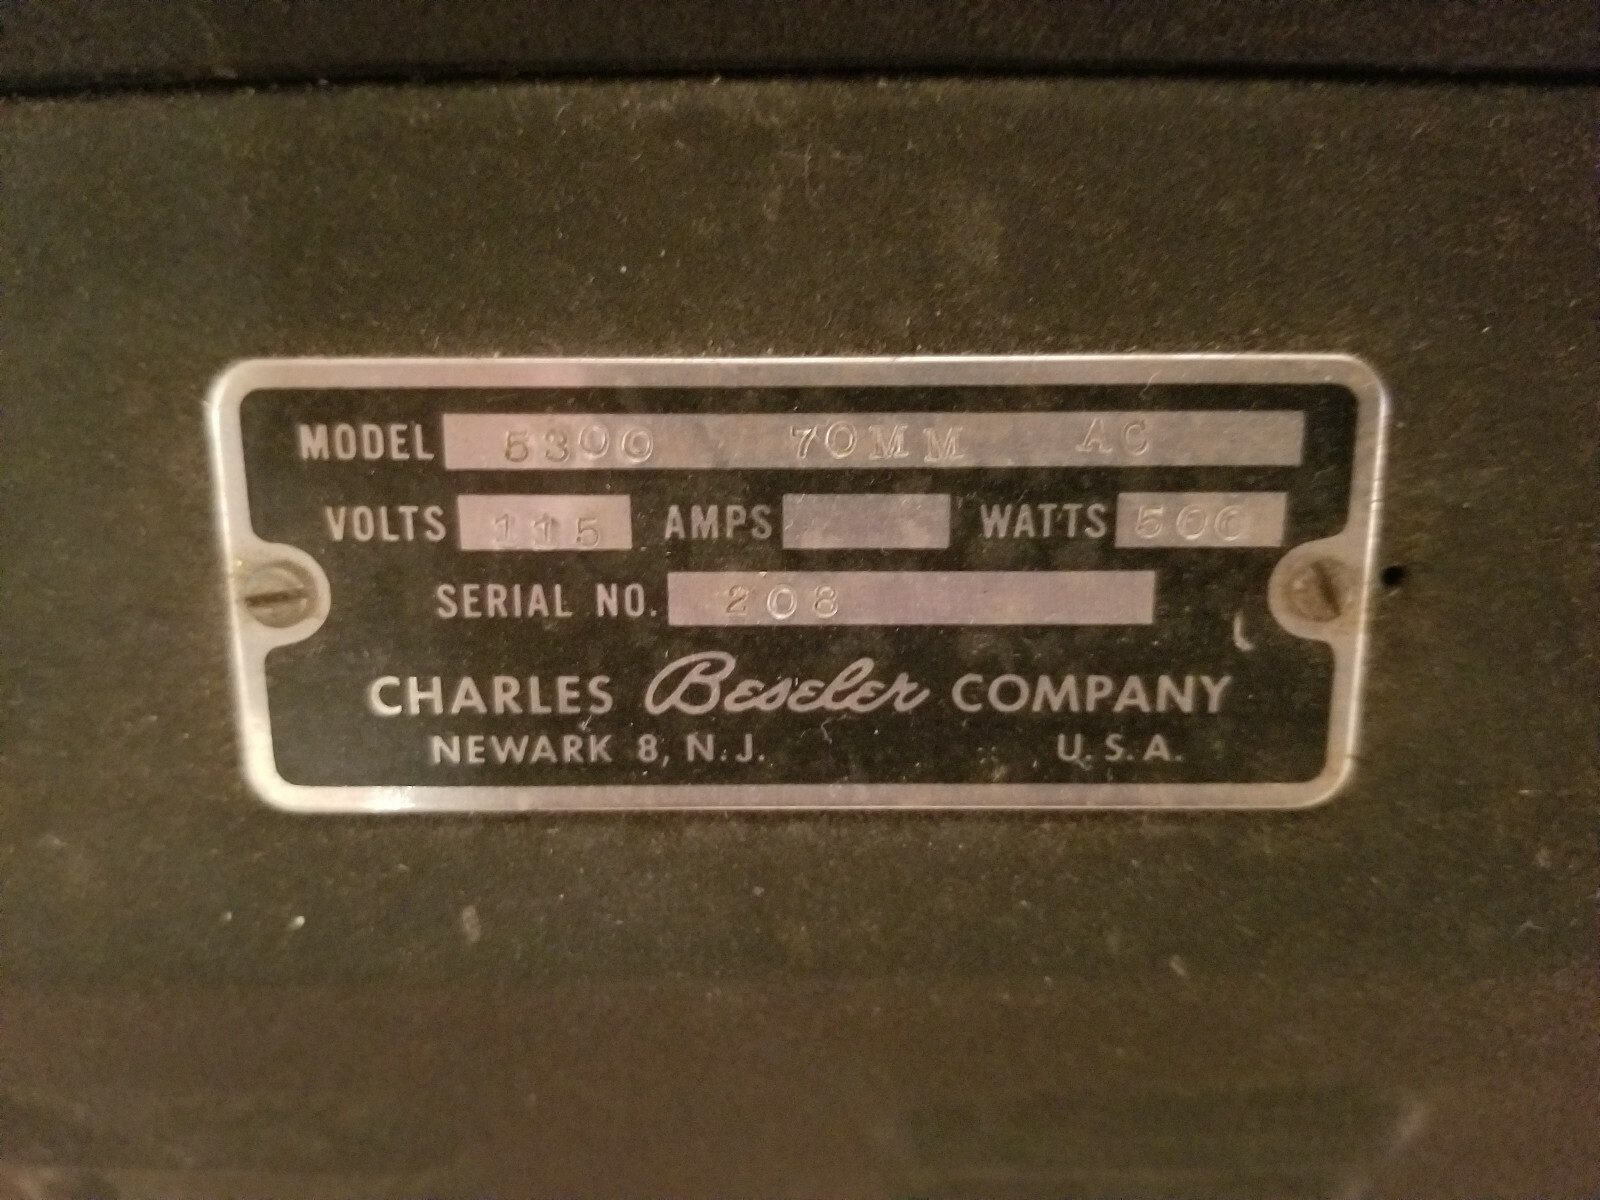 MODEL 5300 70MM AC
VOLTS 115 AMPS WATTS 500
SERIAL NO. 208
CHARLES Beseler COMPANY
NEWARK 8, N.J. U.S.A.